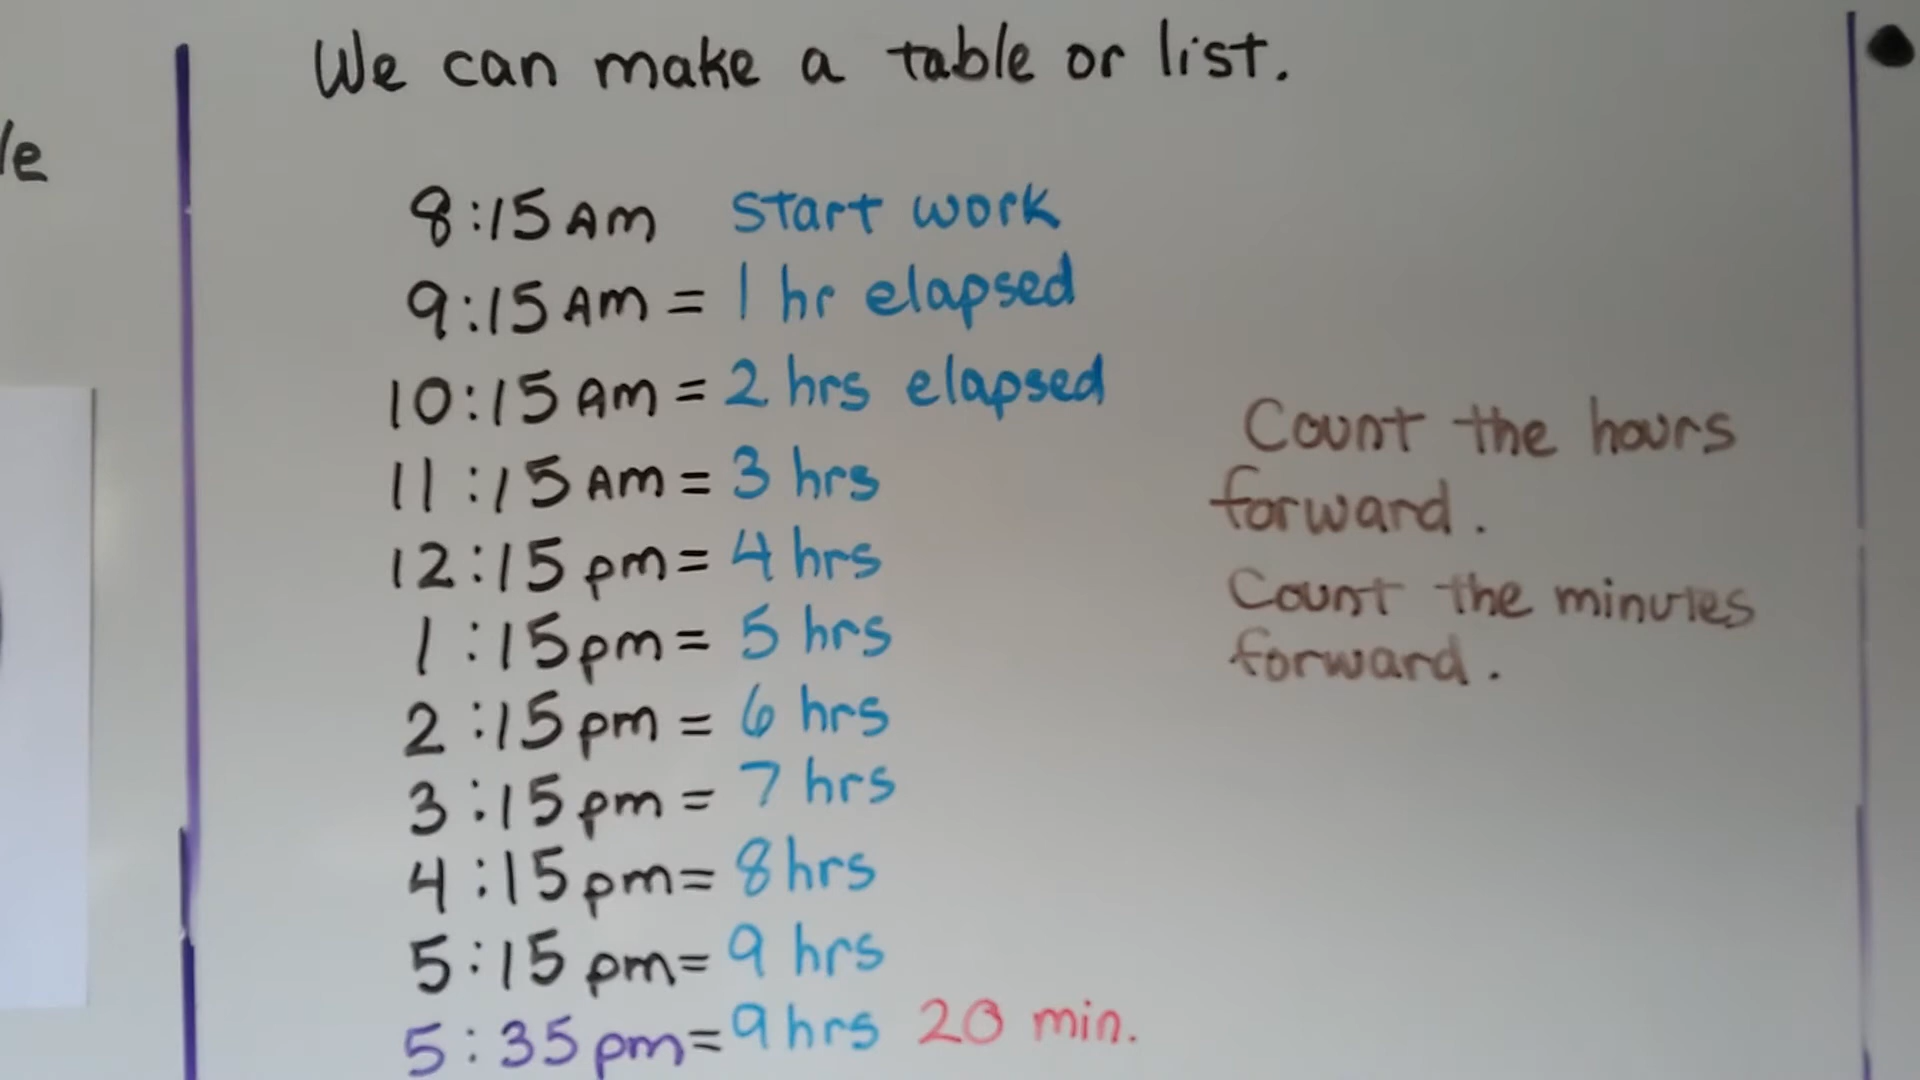 We can make a table or list.
le
8:15 Am start work
9:15 Am = 1 hr elapsed
10:15 Am = 2 hrs elapsed
11:15 Am = 3 hrs
12:15 pm = 4 hrs
1:15 pm = 5 hrs
2:15 pm = 6 hrs
3:15 pm = 7 hrs
4:15 pm = 8 hrs
5:15 pm = 9 hrs
5:35 pm = 9 hrs 20 min.
Count the hours
forward.
Count the minutes
forward.